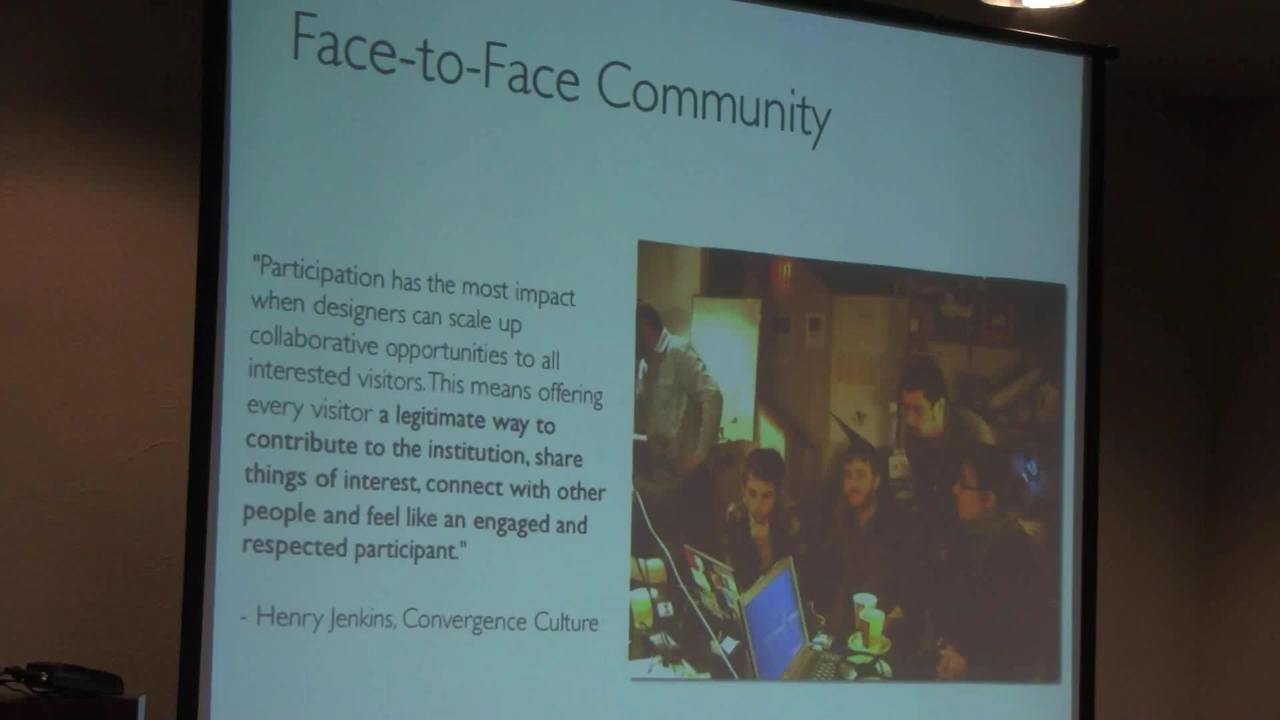 Face-to-Face Community
"Participation has the most impact
when designers can scale up
collaborative opportunities to all
interested visitors. This means offering
every visitor a legitimate way to
contribute to the institution, share
things of interest, connect with other
people and feel like an engaged and
respected participant."
- Henry Jenkins, Convergence Culture